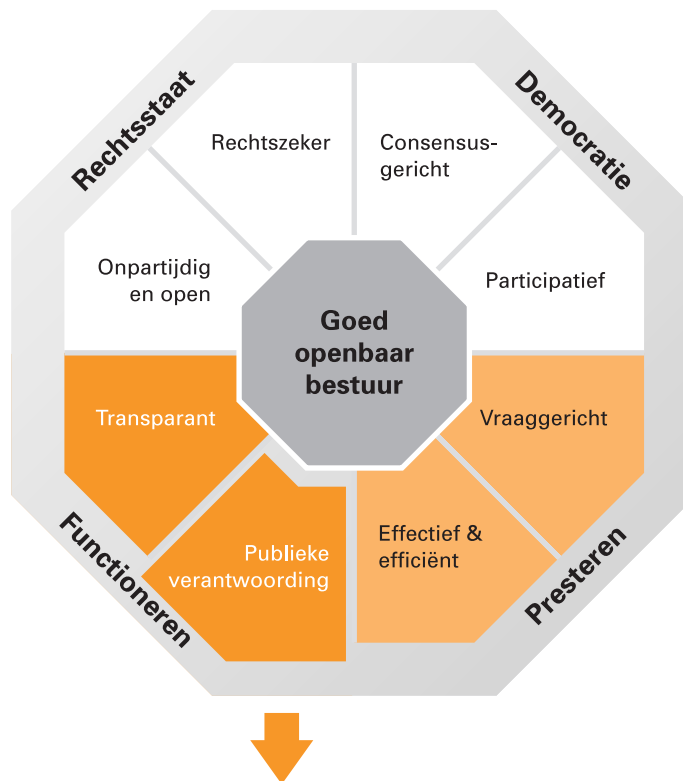 Rechtsstaat
Democratie
Rechtszeker
Consensus-
gericht
Onpartijdig
en open
Participatief
Goed
openbaar
bestuur
Transparant
Vraaggericht
Publieke
verantwoording
Effectief &
efficiënt
Functioneren
Presteren